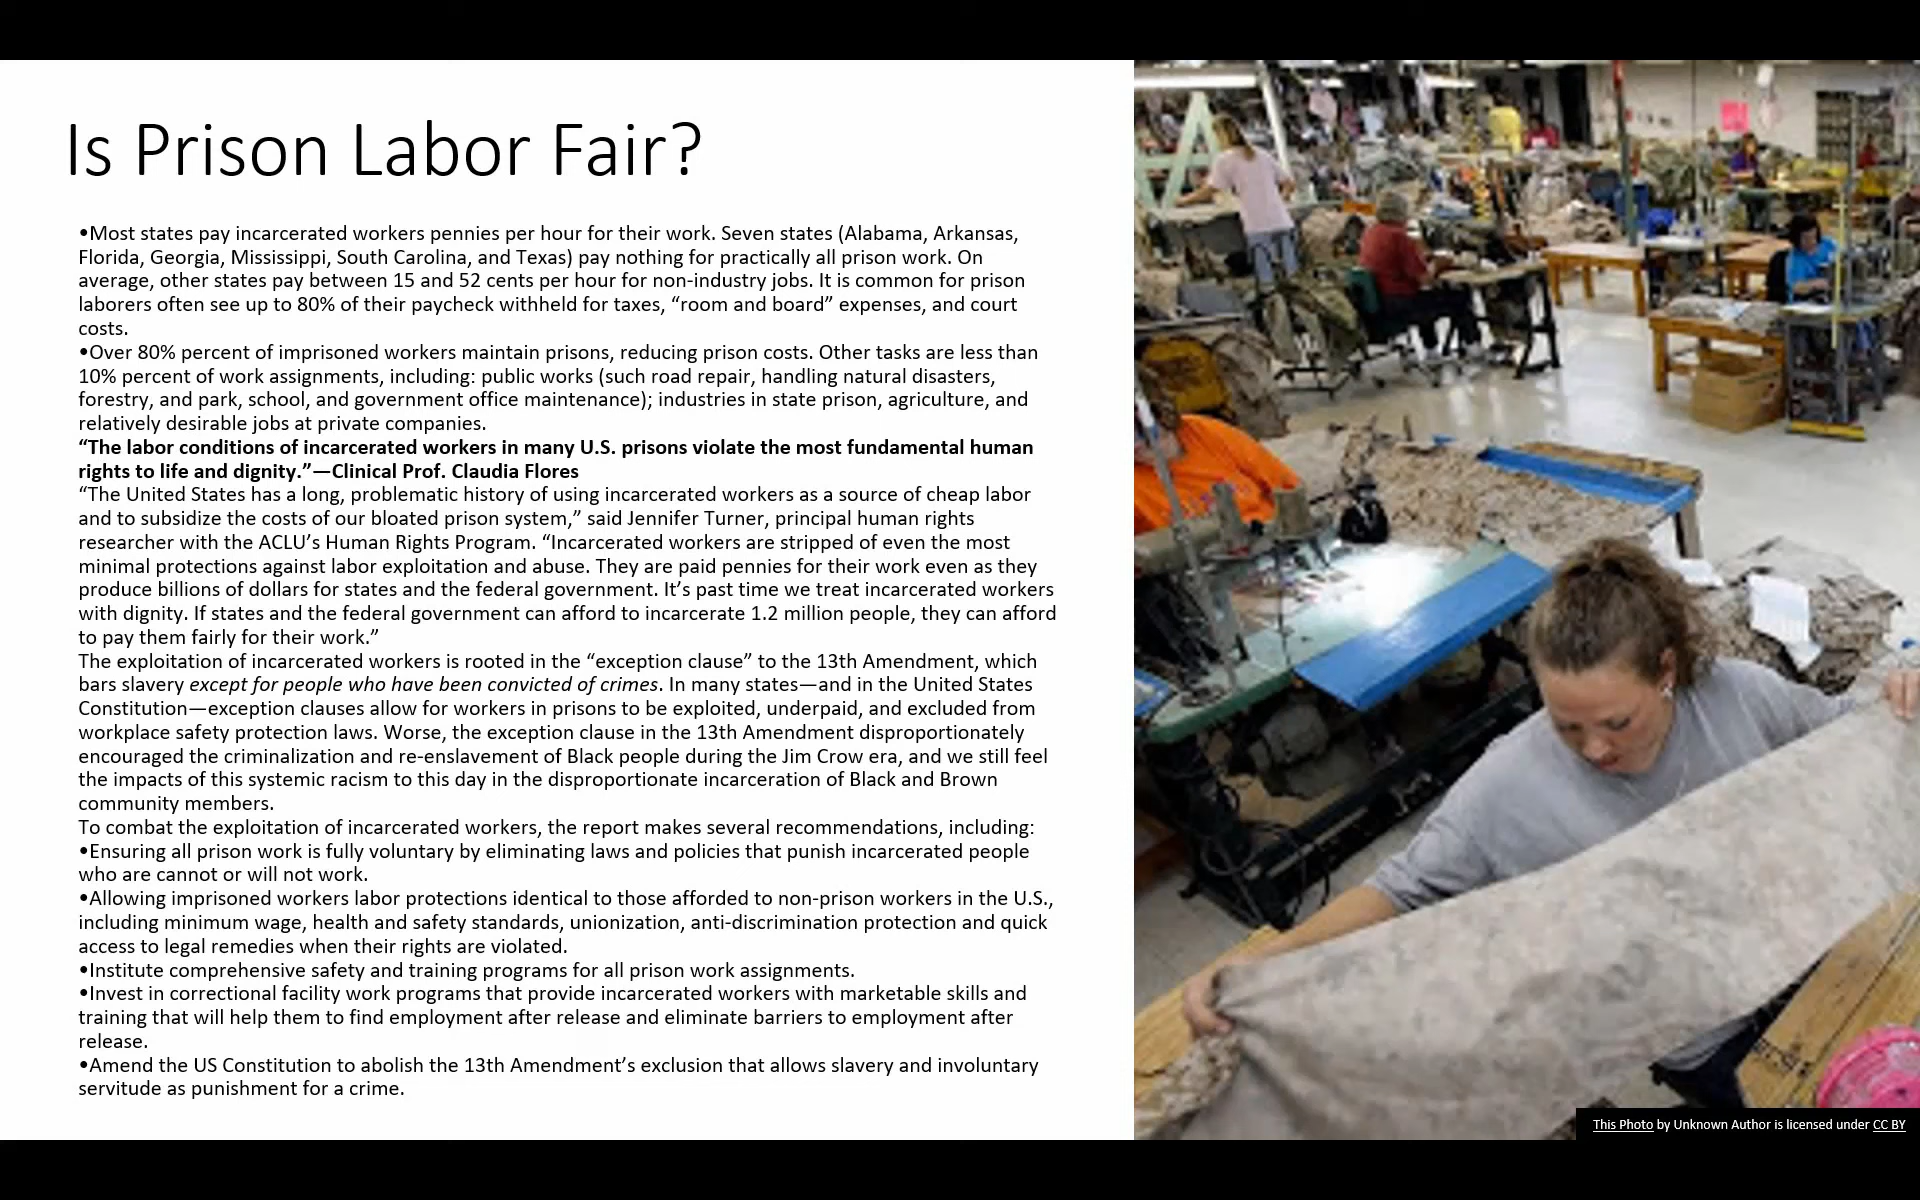 Is Prison Labor Fair?
•Most states pay incarcerated workers pennies per hour for their work. Seven states (Alabama, Arkansas,
Florida, Georgia, Mississippi, South Carolina, and Texas) pay nothing for practically all prison work. On
average, other states pay between 15 and 52 cents per hour for non-industry jobs. It is common for prison
laborers often see up to 80% of their paycheck withheld for taxes, “room and board” expenses, and court
costs.
•Over 80% percent of imprisoned workers maintain prisons, reducing prison costs. Other tasks are less than
10% percent of work assignments, including: public works (such road repair, handling natural disasters,
forestry, and park, school, and government office maintenance); industries in state prison, agriculture, and
relatively desirable jobs at private companies.
“The labor conditions of incarcerated workers in many U.S. prisons violate the most fundamental human
rights to life and dignity.”—Clinical Prof. Claudia Flores
“The United States has a long, problematic history of using incarcerated workers as a source of cheap labor
and to subsidize the costs of our bloated prison system,” said Jennifer Turner, principal human rights
researcher with the ACLU’s Human Rights Program. “Incarcerated workers are stripped of even the most
minimal protections against labor exploitation and abuse. They are paid pennies for their work even as they
produce billions of dollars for states and the federal government. It’s past time we treat incarcerated workers
with dignity. If states and the federal government can afford to incarcerate 1.2 million people, they can afford
to pay them fairly for their work.”
The exploitation of incarcerated workers is rooted in the “exception clause” to the 13th Amendment, which
bars slavery except for people who have been convicted of crimes. In many states—and in the United States
Constitution—exception clauses allow for workers in prisons to be exploited, underpaid, and excluded from
workplace safety protection laws. Worse, the exception clause in the 13th Amendment disproportionately
encouraged the criminalization and re-enslavement of Black people during the Jim Crow era, and we still feel
the impacts of this systemic racism to this day in the disproportionate incarceration of Black and Brown
community members.
To combat the exploitation of incarcerated workers, the report makes several recommendations, including:
•Ensuring all prison work is fully voluntary by eliminating laws and policies that punish incarcerated people
who are cannot or will not work.
•Allowing imprisoned workers labor protections identical to those afforded to non-prison workers in the U.S.,
including minimum wage, health and safety standards, unionization, anti-discrimination protection and quick
access to legal remedies when their rights are violated.
•Institute comprehensive safety and training programs for all prison work assignments.
•Invest in correctional facility work programs that provide incarcerated workers with marketable skills and
training that will help them to find employment after release and eliminate barriers to employment after
release.
•Amend the US Constitution to abolish the 13th Amendment’s exclusion that allows slavery and involuntary
servitude as punishment for a crime.
This Photo by Unknown Author is licensed under CC BY